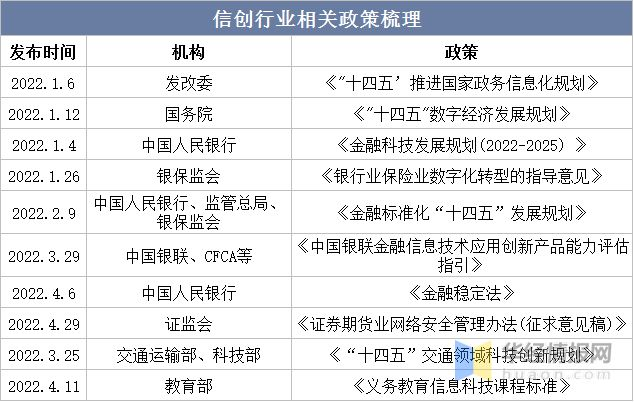 信创行业相关政策梳理
发布时间 机构 政策
2022.1.6 发改委 《"十四五’推进国家政务信息化规划》
2022.1.12 国务院 《"十四五"数字经济发展规划》
2022.1.4 中国人民银行 《金融科技发展规划(2022-2025) 》
2022.1.26 银保监会 《银行业保险业数字化转型的指导意见》
2022.2.9 中国人民银行、监管总局、
银保监会 《金融标准化“十四五”发展规划》
2022.3.29 中国银联、CFCA等 《中国银联金融信息技术应用创新产品能力评估
指引》
2022.4.6 中国人民银行 《金融稳定法》
2022.4.29 证监会 《证券期货业网络安全管理办法(征求意见稿)》
2022.3.25 交通运输部、科技部 《“十四五”交通领域科技创新规划》
2022.4.11 教育部 《义务教育信息科技课程标准》
华经情报网
huaon.com